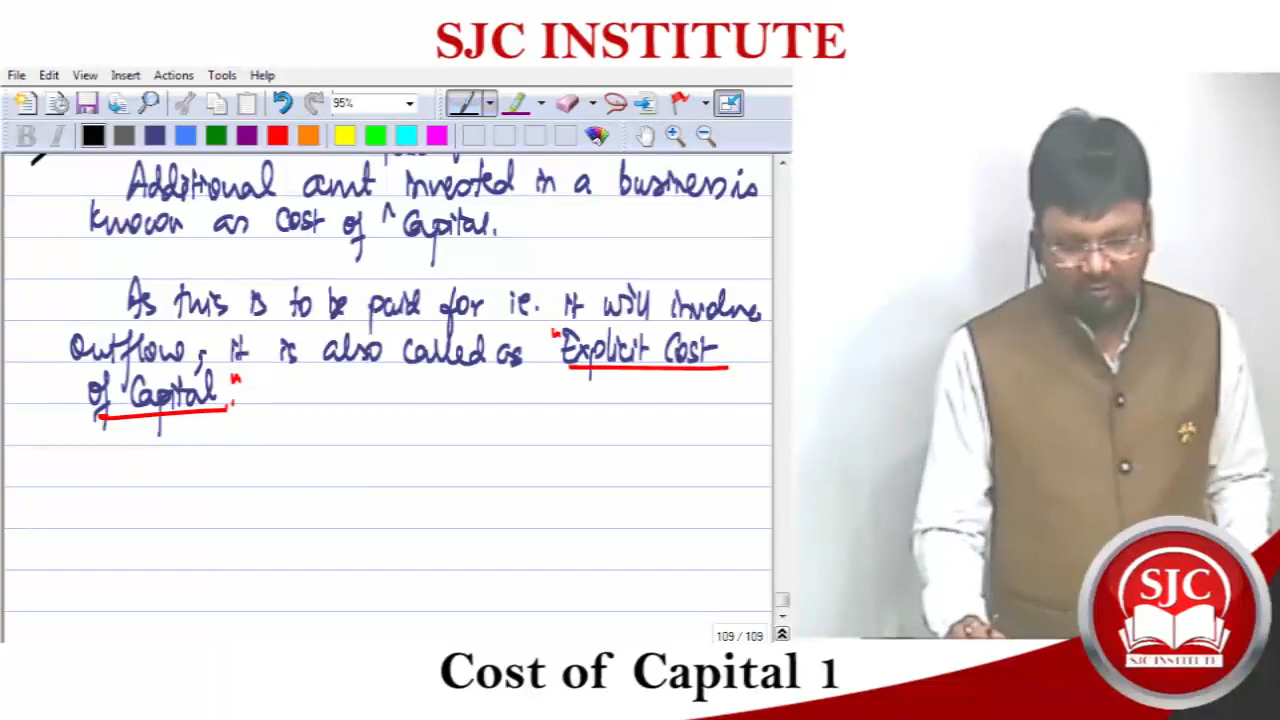 SJC INSTITUTE
File Edit View Insert Actions Tools Help
95%
B I
Additional amt invested in a business is
known as Cost of ^ Capital.
As this is to be paid for ie. it will involve
Outflow, it is also called as "Explicit Cost
of Capital".
109 / 109
SJC
SJC INSTITUTE
Cost of Capital 1